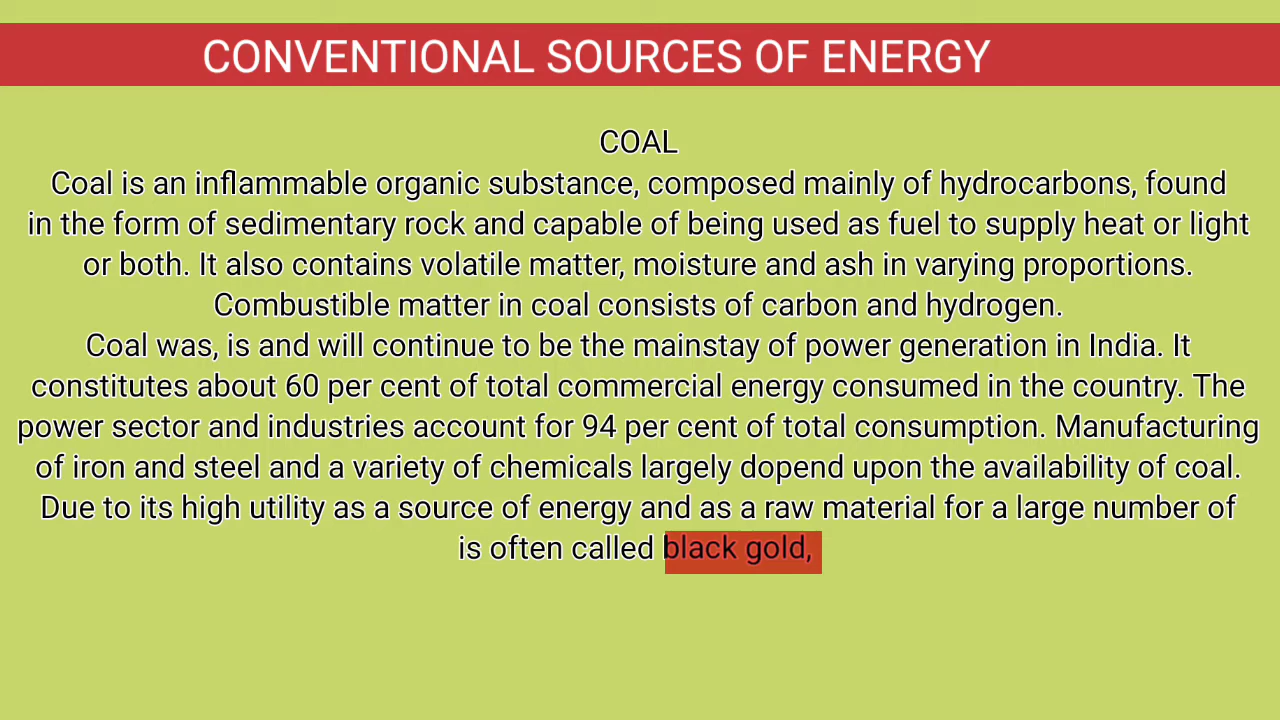 CONVENTIONAL SOURCES OF ENERGY
COAL
Coal is an inflammable organic substance, composed mainly of hydrocarbons, found
in the form of sedimentary rock and capable of being used as fuel to supply heat or light
or both. It also contains volatile matter, moisture and ash in varying proportions.
Combustible matter in coal consists of carbon and hydrogen.
Coal was, is and will continue to be the mainstay of power generation in India. It
constitutes about 60 per cent of total commercial energy consumed in the country. The
power sector and industries account for 94 per cent of total consumption. Manufacturing
of iron and steel and a variety of chemicals largely dopend upon the availability of coal.
Due to its high utility as a source of energy and as a raw material for a large number of
is often called black gold,